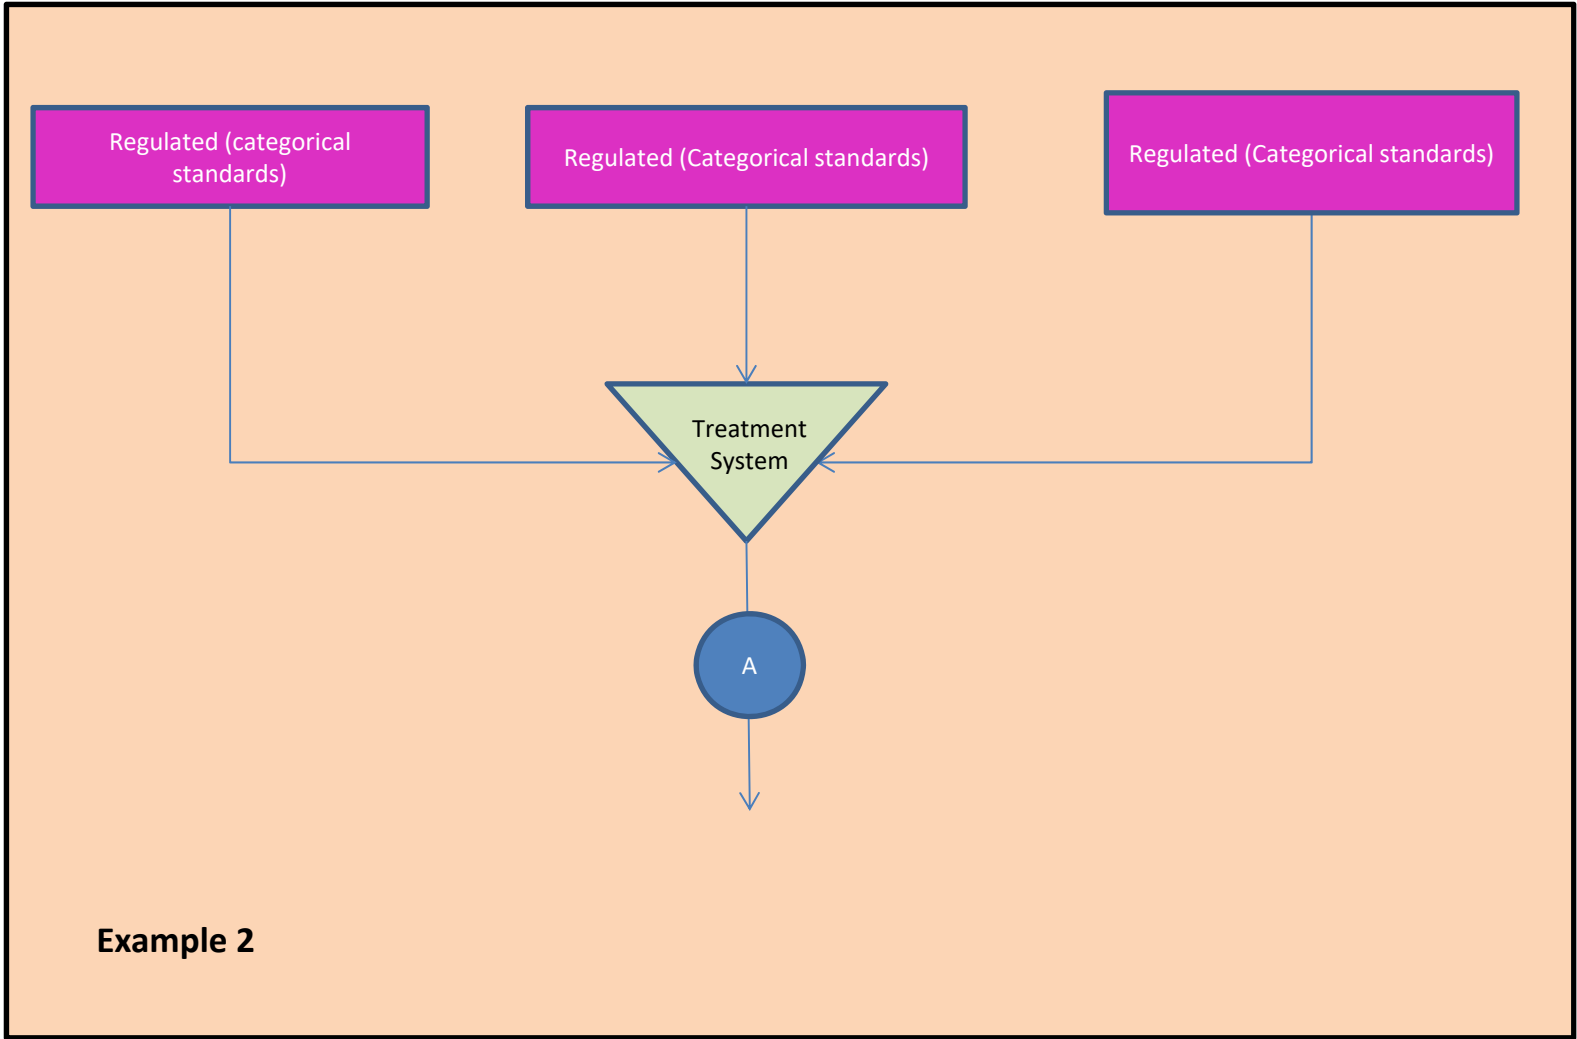 Regulated (categorical
standards)
Regulated (Categorical standards)
Regulated (Categorical standards)
Treatment
System
A
Example 2